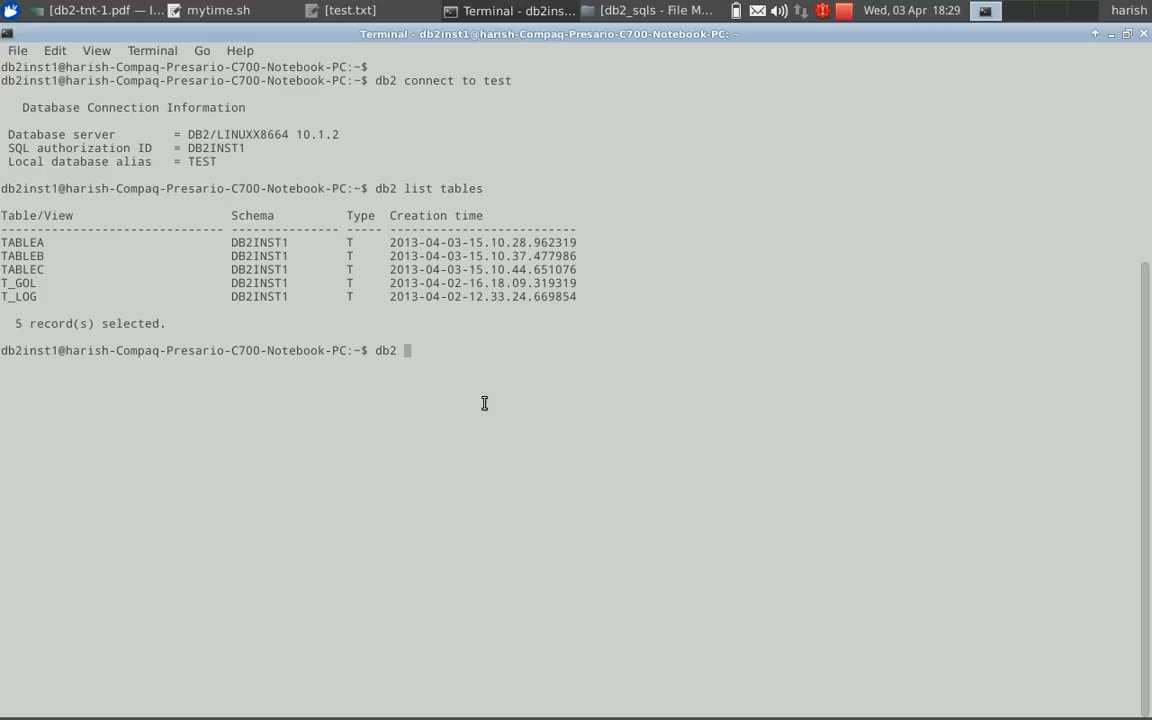 [db2-tnt-1.pdf — I... mytime.sh [test.txt] Terminal - db2ins... [db2_sqls - File M... Wed, 03 Apr 18:29 harish
Terminal - db2inst1@harish-Compaq-Presario-C700-Notebook-PC: ~
File Edit View Terminal Go Help
db2inst1@harish-Compaq-Presario-C700-Notebook-PC:~$
db2inst1@harish-Compaq-Presario-C700-Notebook-PC:~$ db2 connect to test
Database Connection Information
Database server = DB2/LINUXX8664 10.1.2
SQL authorization ID = DB2INST1
Local database alias = TEST
db2inst1@harish-Compaq-Presario-C700-Notebook-PC:~$ db2 list tables
Table/View Schema Type Creation time
------------------------------- --------------- ----- --------------------------
TABLEA DB2INST1 T 2013-04-03-15.10.28.962319
TABLEB DB2INST1 T 2013-04-03-15.10.37.477986
TABLEC DB2INST1 T 2013-04-03-15.10.44.651076
T_GOL DB2INST1 T 2013-04-02-16.18.09.319319
T_LOG DB2INST1 T 2013-04-02-12.33.24.669854
5 record(s) selected.
db2inst1@harish-Compaq-Presario-C700-Notebook-PC:~$ db2